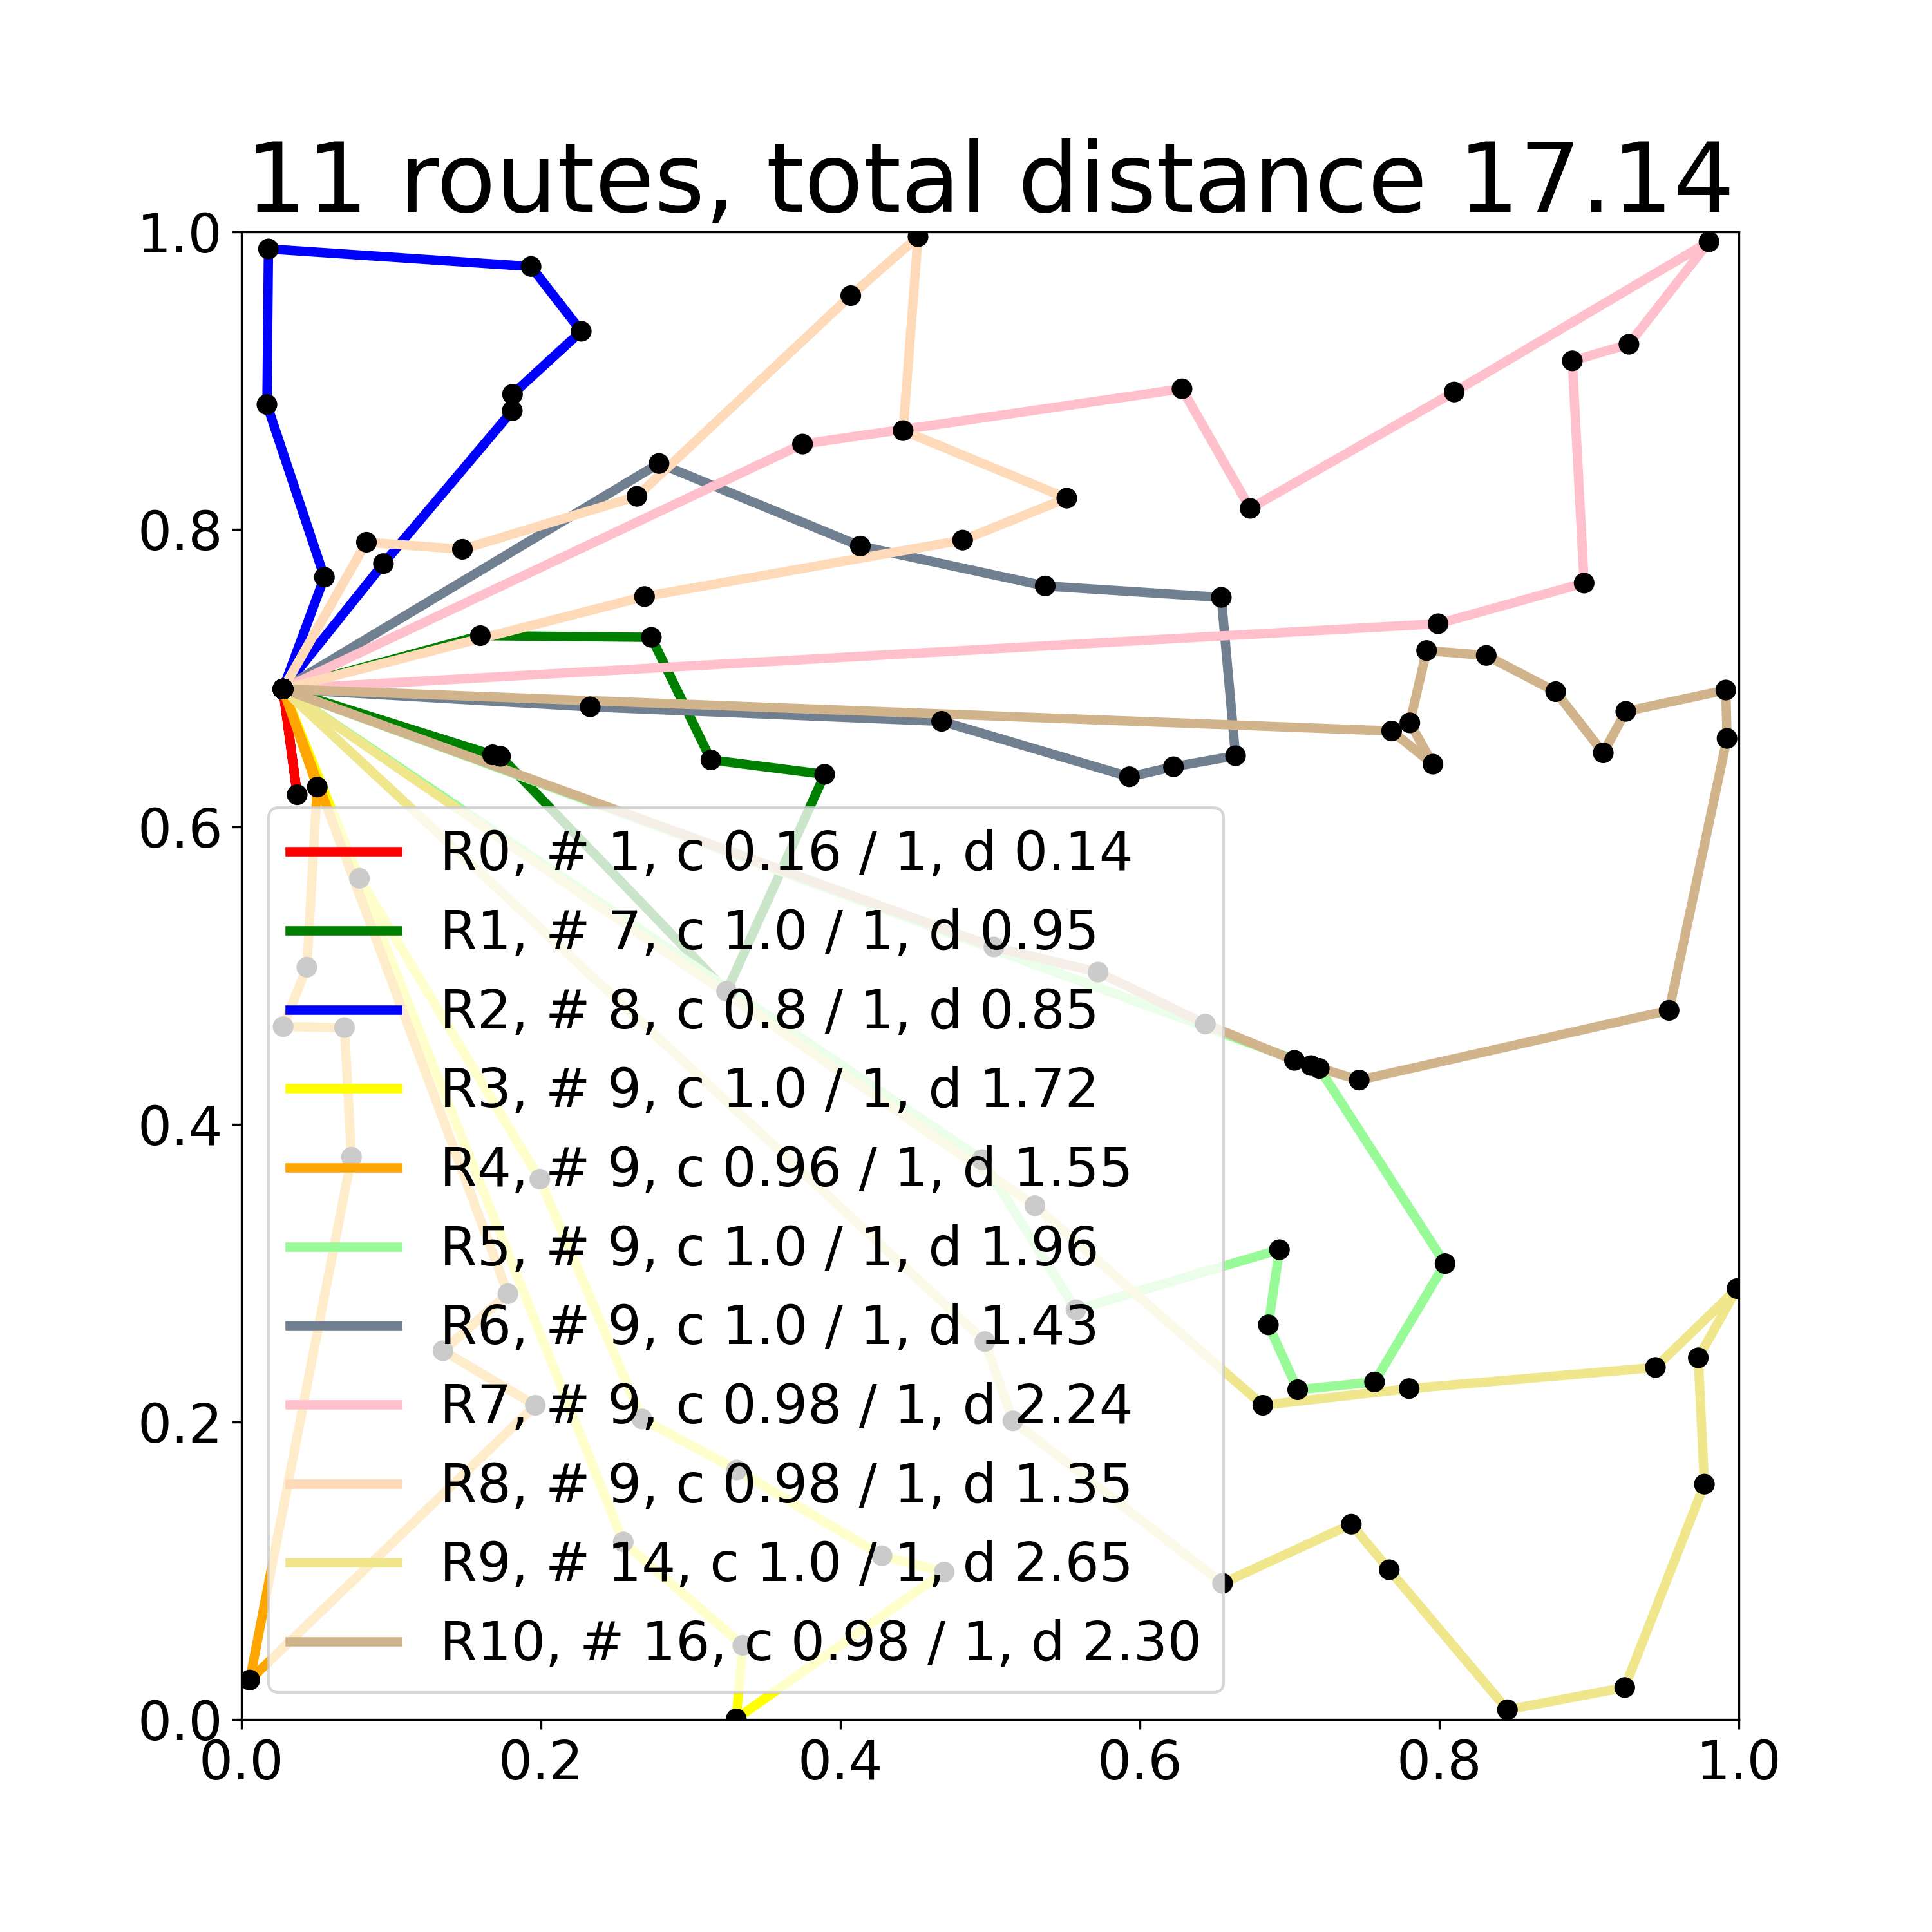 11 routes, total distance 17.14
1.0
0.8
0.6
0.4
0.2
0.0
R0, # 1, c 0.16 / 1, d 0.14
R1, # 7, c 1.0 / 1, d 0.95
R2, # 8, c 0.8 / 1, d 0.85
R3, # 9, c 1.0 / 1, d 1.72
R4, # 9, c 0.96 / 1, d 1.55
R5, # 9, c 1.0 / 1, d 1.96
R6, # 9, c 1.0 / 1, d 1.43
R7, # 9, c 0.98 / 1, d 2.24
R8, # 9, c 0.98 / 1, d 1.35
R9, # 14, c 1.0 / 1, d 2.65
R10, # 16, c 0.98 / 1, d 2.30
0.0 0.2 0.4 0.6 0.8 1.0